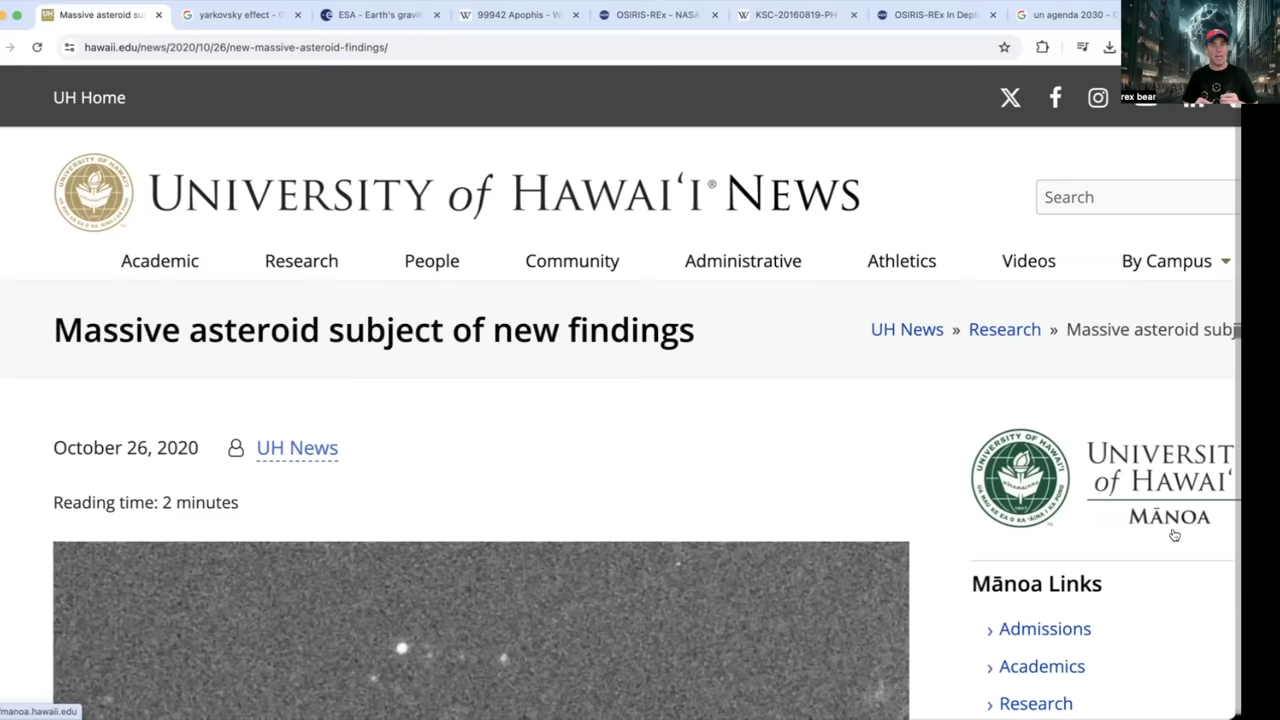 Massive asteroid su
yarkovsky effect - G
ESA - Earth's gravi
99942 Apophis - W
OSIRIS-REx - NASA
KSC-20160819-PH
OSIRIS-REx In Dept
un agenda 2030 - G
hawaii.edu/news/2020/10/26/new-massive-asteroid-findings/
rex bear
UH Home
UNIVERSITY of HAWAIʻI® NEWS
Search
Academic
Research
People
Community
Administrative
Athletics
Videos
By Campus
Massive asteroid subject of new findings
UH News » Research » Massive asteroid subj
October 26, 2020
UH News
Reading time: 2 minutes
UNIVERSIT
of HAWAIʻ
MĀNOA
Mānoa Links
› Admissions
› Academics
› Research
manoa.hawaii.edu